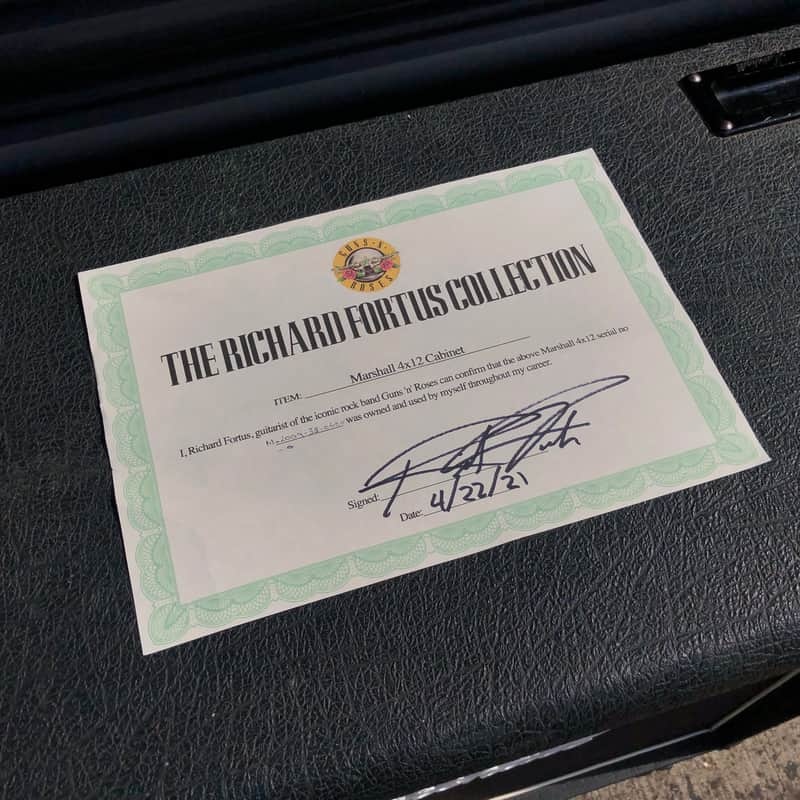 GUNS N' ROSES
THE RICHARD FORTUS COLLECTION
ITEM: Marshall 4x12 Cabinet
I, Richard Fortus, guitarist of the iconic rock band Guns 'n' Roses can confirm that the above Marshall 4x12 serial no
was owned and used by myself throughout my career.
Signed:
Date: 4/22/21